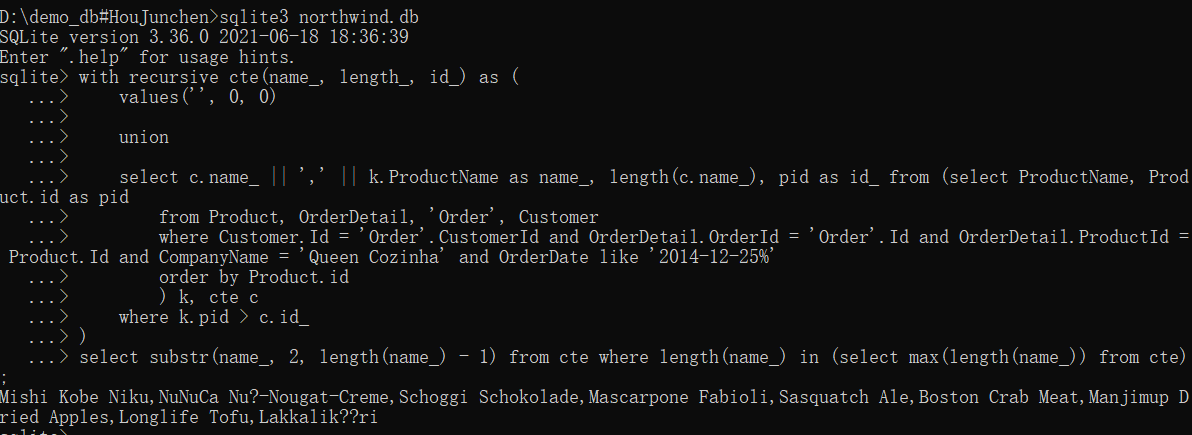 D:\demo_db#HouJunchen>sqlite3 northwind.db
SQLite version 3.36.0 2021-06-18 18:36:39
Enter ".help" for usage hints.
sqlite> with recursive cte(name_, length_, id_) as (
   ...>     values('', 0, 0)
   ...>
   ...>     union
   ...>
   ...>     select c.name_ || ',' || k.ProductName as name_, length(c.name_), pid as id_ from (select ProductName, Prod
uct.id as pid
   ...>         from Product, OrderDetail, 'Order', Customer
   ...>         where Customer.Id = 'Order'.CustomerId and OrderDetail.OrderId = 'Order'.Id and OrderDetail.ProductId =
 Product.Id and CompanyName = 'Queen Cozinha' and OrderDate like '2014-12-25%'
   ...>         order by Product.id
   ...>         ) k, cte c
   ...>     where k.pid > c.id_
   ...> )
   ...> select substr(name_, 2, length(name_) - 1) from cte where length(name_) in (select max(length(name_)) from cte)
;
Mishi Kobe Niku,NuNuCa Nu?-Nougat-Creme,Schoggi Schokolade,Mascarpone Fabioli,Sasquatch Ale,Boston Crab Meat,Manjimup D
ried Apples,Longlife Tofu,Lakkalik??ri
sqlite>